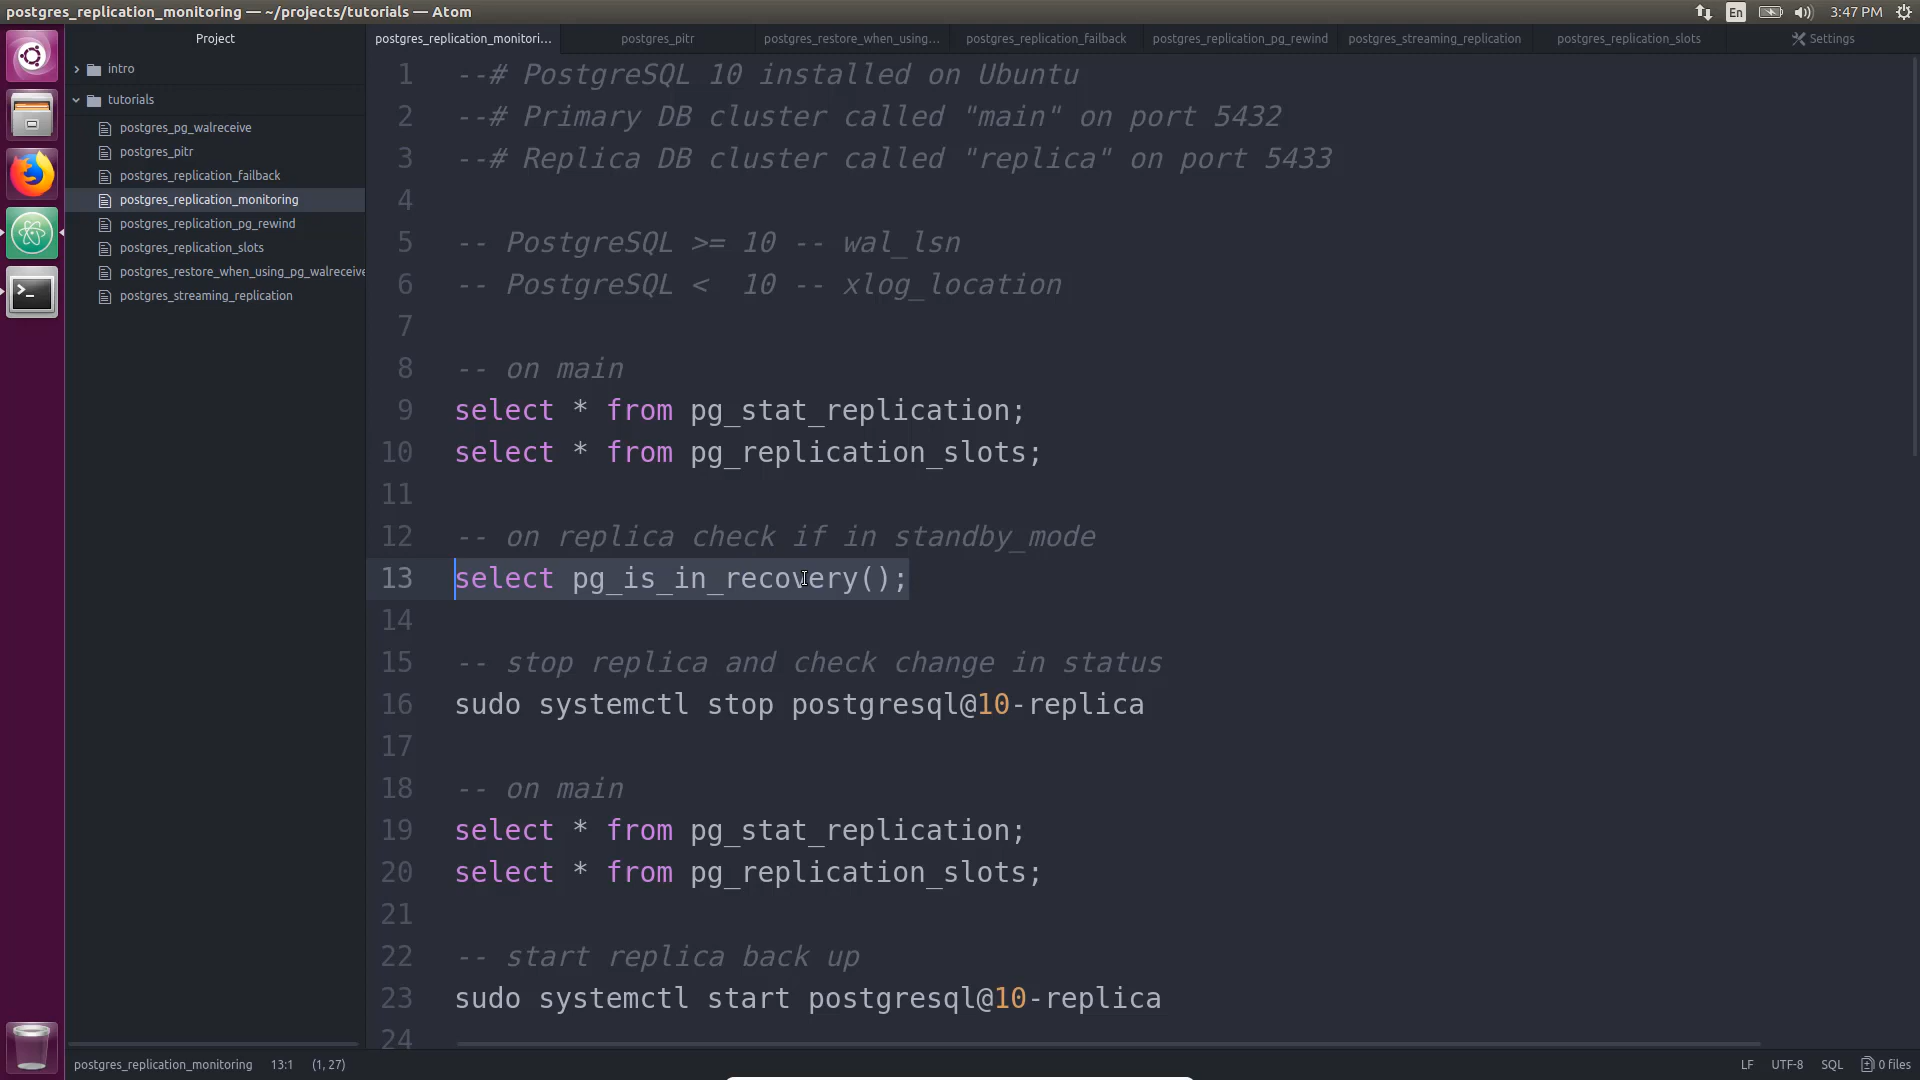 postgres_replication_monitoring — ~/projects/tutorials — Atom
En
3:47 PM
Project
intro
tutorials
postgres_pg_walreceive
postgres_pitr
postgres_replication_failback
postgres_replication_monitoring
postgres_replication_pg_rewind
postgres_replication_slots
postgres_restore_when_using_pg_walreceive
postgres_streaming_replication
postgres_replication_monitori...
postgres_pitr
postgres_restore_when_using...
postgres_replication_failback
postgres_replication_pg_rewind
postgres_streaming_replication
postgres_replication_slots
Settings
1 --# PostgreSQL 10 installed on Ubuntu
2 --# Primary DB cluster called "main" on port 5432
3 --# Replica DB cluster called "replica" on port 5433
4
5 -- PostgreSQL >= 10 -- wal_lsn
6 -- PostgreSQL <  10 -- xlog_location
7
8 -- on main
9 select * from pg_stat_replication;
10 select * from pg_replication_slots;
11
12 -- on replica check if in standby_mode
13 select pg_is_in_recovery();
14
15 -- stop replica and check change in status
16 sudo systemctl stop postgresql@10-replica
17
18 -- on main
19 select * from pg_stat_replication;
20 select * from pg_replication_slots;
21
22 -- start replica back up
23 sudo systemctl start postgresql@10-replica
24
postgres_replication_monitoring 13:1 (1, 27)
LF UTF-8 SQL 0 files